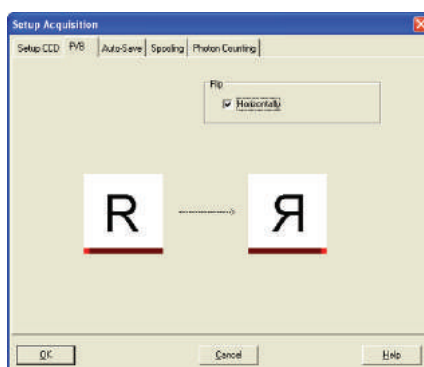 Setup Acquisition
Setup CCD FVB Auto-Save Spooling Photon Counting
Flip
Horizontally
R Я
OK Cancel Help